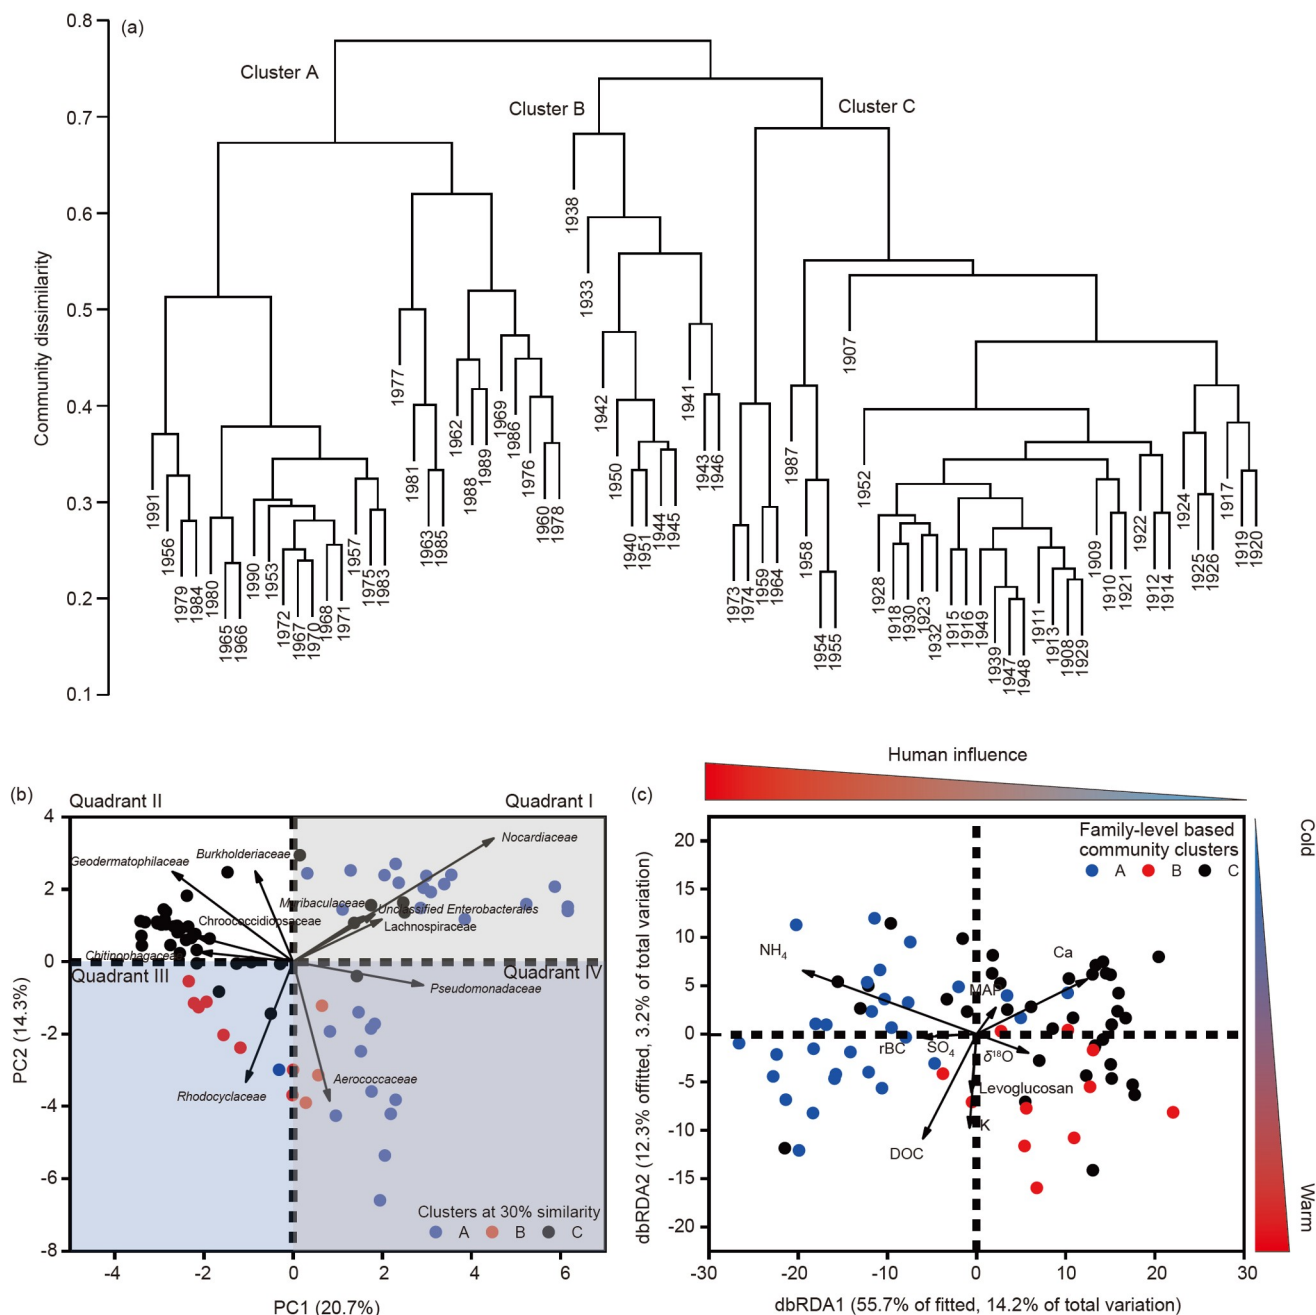 (a)
0.8
0.7
0.6
0.5
0.4
0.3
0.2
0.1
Community dissimilarity
Cluster A
Cluster B
Cluster C
1991
1956
1979
1984
1980
1965
1966
1990
1953
1972
1967
1970
1968
1971
1957
1975
1983
1977
1981
1963
1985
1962
1988
1989
1969
1986
1976
1960
1978
1938
1933
1942
1950
1940
1951
1944
1945
1941
1943
1946
1973
1974
1959
1964
1987
1958
1954
1955
1907
1952
1928
1918
1930
1923
1932
1915
1916
1949
1939
1947
1948
1911
1913
1908
1929
1909
1910
1921
1922
1912
1914
1924
1925
1926
1917
1919
1920
(b)
Quadrant II
Quadrant I
Nocardiaceae
Geodermatophilaceae
Burkholderiaceae
Muribaculaceae
Unclassified Enterobacterales
Chroococcidiopsaceae
Lachnospiraceae
Chitinophagaceae
Quadrant III
Quadrant IV
Pseudomonadaceae
Rhodocyclaceae
Aerococcaceae
Clusters at 30% similarity
A B C
4
2
0
-2
-4
-6
-8
PC2 (14.3%)
-4 -2 0 2 4 6
PC1 (20.7%)
Human influence
(c)
Family-level based
community clusters
A B C
Cold
Warm
NH4
Ca
MAP
rBC
SO4
δ18O
Levoglucosan
K
DOC
20
15
10
5
0
-5
-10
-15
-20
dbRDA2 (12.3% offitted, 3.2% of total variation)
-30 -20 -10 0 10 20 30
dbRDA1 (55.7% of fitted, 14.2% of total variation)